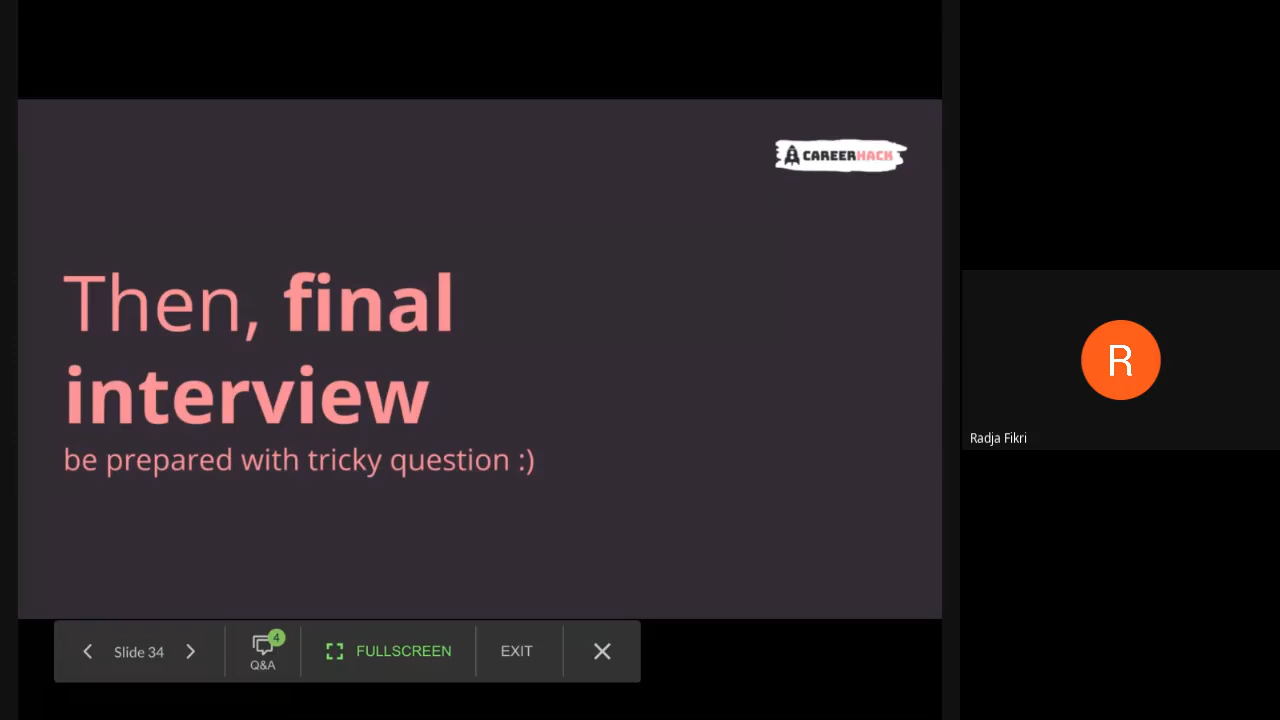 CAREERHACK
Then, final
interview
be prepared with tricky question :)
R
Radja Fikri
Slide 34
4
Q&A
FULLSCREEN
EXIT